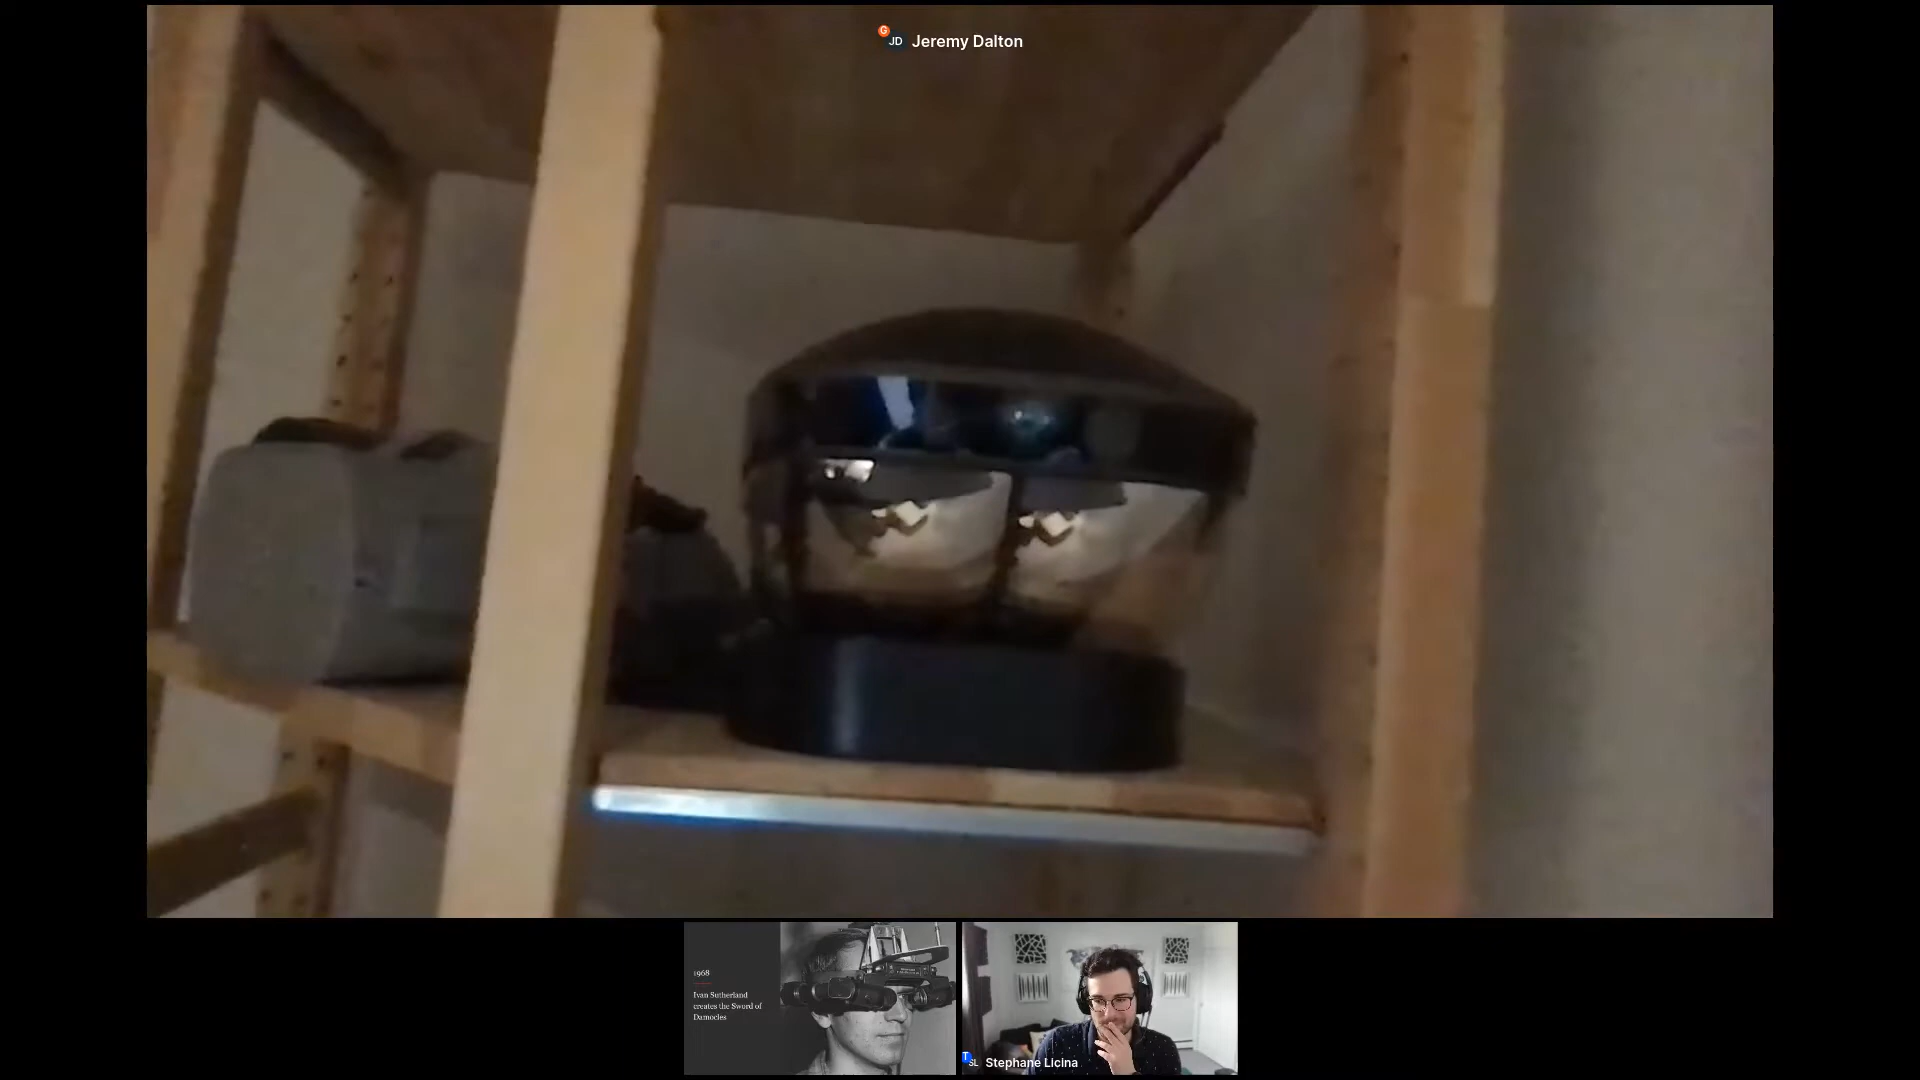 G
JD Jeremy Dalton
1968
Ivan Sutherland
creates the Sword of
Damocles
T
SL Stephane Licina